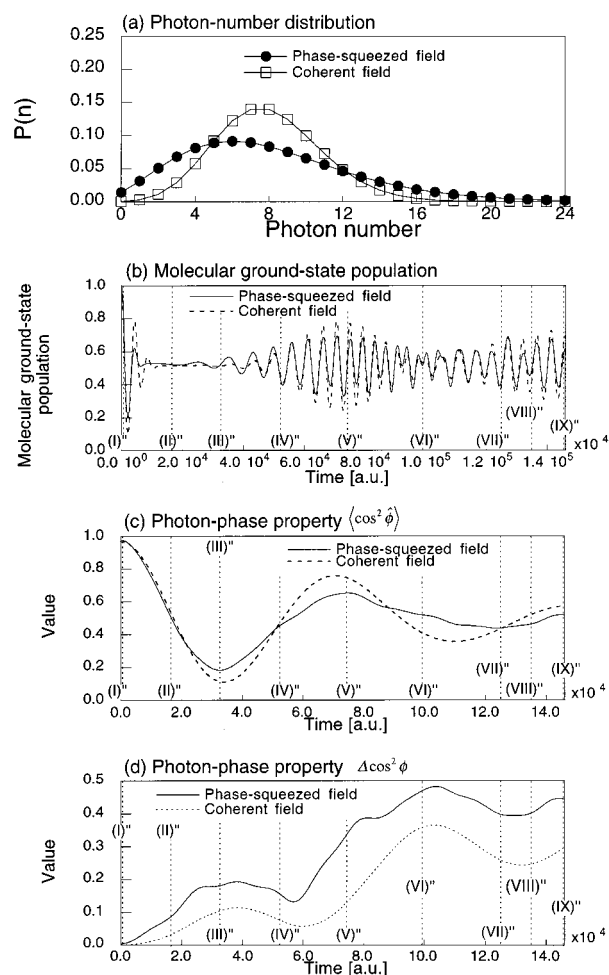 (a) Photon-number distribution
0.25
0.20
0.15
0.10
0.05
0.00
P(n)
Phase-squeezed field
Coherent field
0 4 8 12 16 20 24
Photon number
(b) Molecular ground-state population
1.0
0.8
0.6
0.4
0.2
0.0
Molecular ground-state
population
Phase-squeezed field
Coherent field
(I)" (II)" (III)" (IV)" (V)" (VI)" (VII)" (VIII)" (IX)"
0.0 10⁰ 2.0 10⁴ 4.0 10⁴ 6.0 10⁴ 8.0 10⁴ 1.0 10⁵ 1.2 10⁵ 1.4 10⁵ x10⁴
Time [a.u.]
(c) Photon-phase property ⟨cos² φ̂⟩
1.0
0.8
0.6
0.4
0.2
0.0
Value
(III)"
Phase-squeezed field
Coherent field
(I)" (II)" (IV)" (V)" (VI)" (VII)" (VIII)" (IX)"
0.0 2.0 4.0 6.0 8.0 10.0 12.0 14.0 x10⁴
Time [a.u.]
(d) Photon-phase property Δcos² φ
0.5
0.4
0.3
0.2
0.1
0.0
Value
Phase-squeezed field
Coherent field
(I)" (II)"
(III)" (IV)" (V)" (VI)" (VII)" (VIII)" (IX)"
0.0 2.0 4.0 6.0 8.0 10.0 12.0 14.0 x10⁴
Time [a.u.]